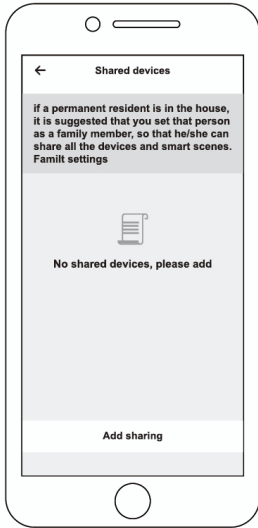 Shared devices
if a permanent resident is in the house,
it is suggested that you set that person
as a family member, so that he/she can
share all the devices and smart scenes.
Familt settings
No shared devices, please add
Add sharing